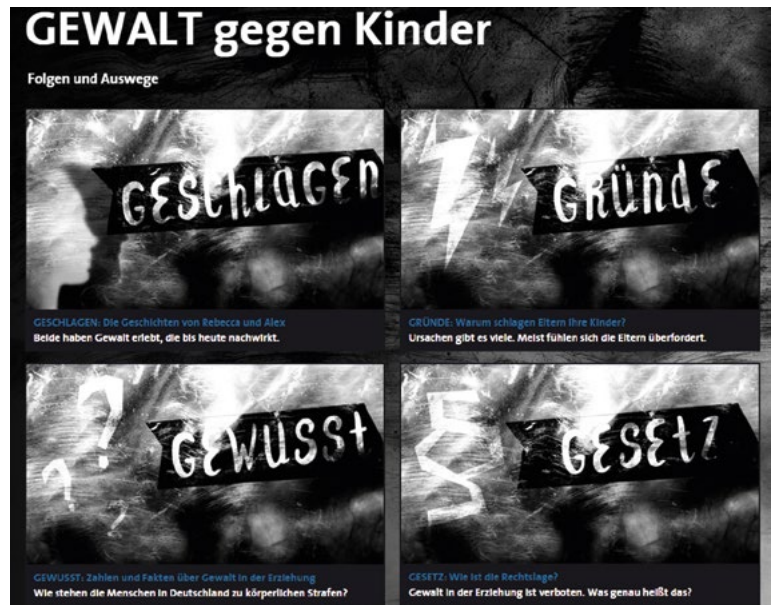 GEWALT gegen Kinder
Folgen und Auswege
GESChlAGEN
GESCHLAGEN: Die Geschichten von Rebecca und Alex
Beide haben Gewalt erlebt, die bis heute nachwirkt.
GRÜNdE
GRÜNDE: Warum schlagen Eltern ihre Kinder?
Ursachen gibt es viele. Meist fühlen sich die Eltern überfordert.
GEWUSSt
GEWUSST: Zahlen und Fakten über Gewalt in der Erziehung
Wie stehen die Menschen in Deutschland zu körperlichen Strafen?
GESEtZ
GESETZ: Wie ist die Rechtslage?
Gewalt in der Erziehung ist verboten. Was genau heißt das?